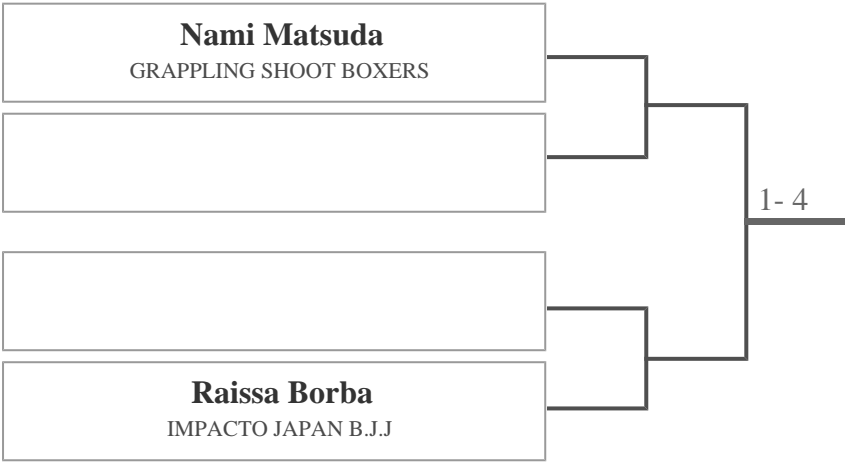 Nami Matsuda
GRAPPLING SHOOT BOXERS
1- 4
Raissa Borba
IMPACTO JAPAN B.J.J